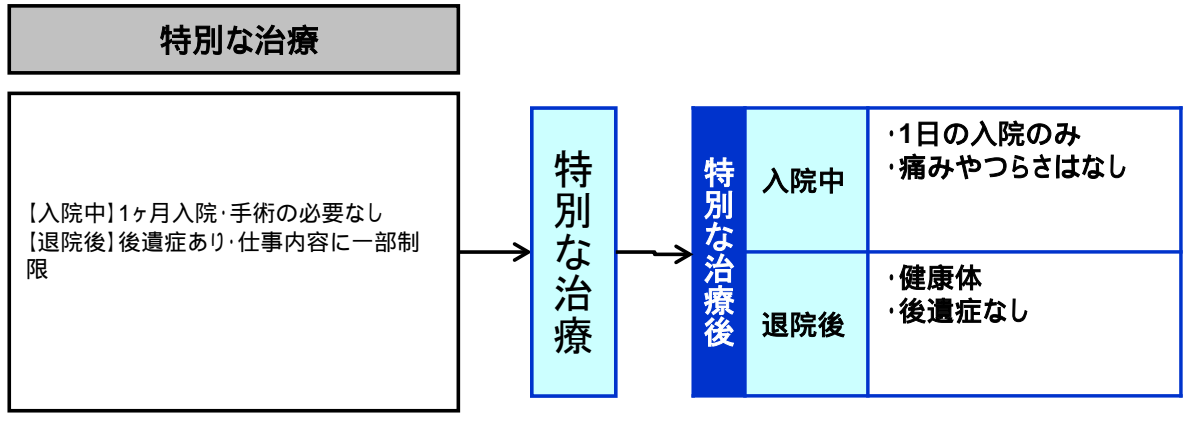 特別な治療
【入院中】1ヶ月入院・手術の必要なし
【退院後】後遺症あり・仕事内容に一部制
限
特別な治療
特別な治療後
入院中
・1日の入院のみ
・痛みやつらさはなし
退院後
・健康体
・後遺症なし